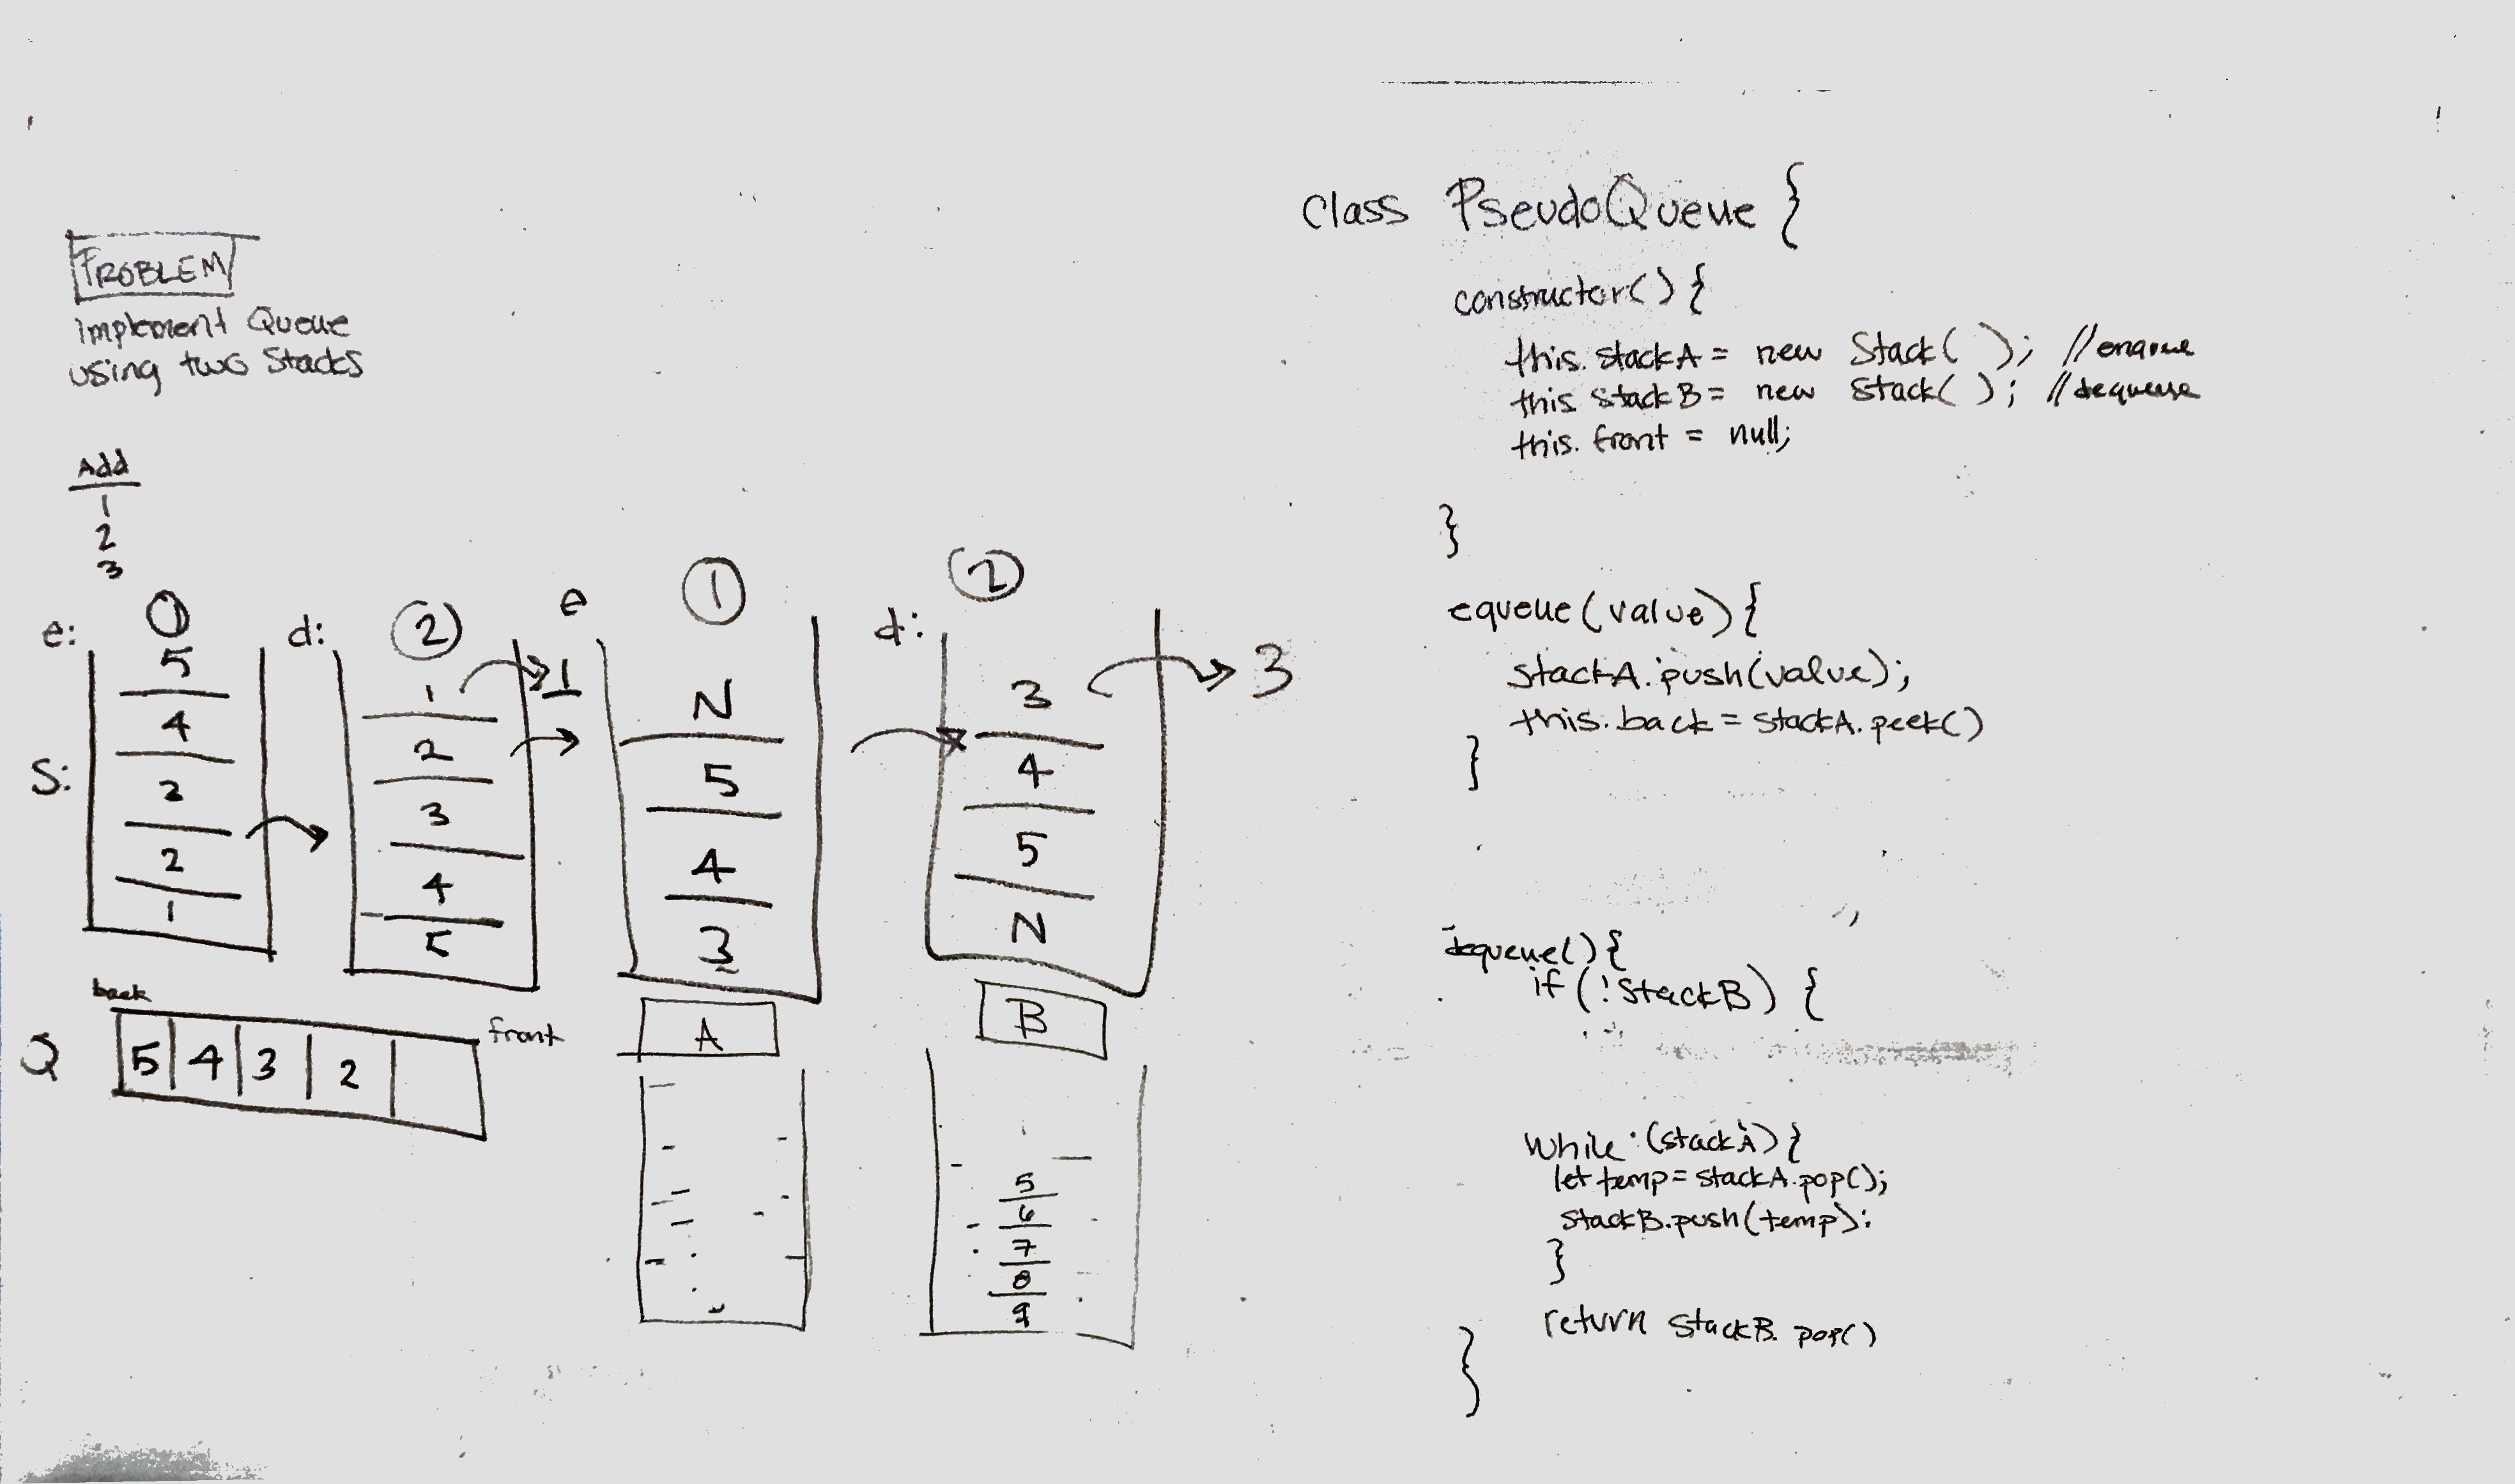 PROBLEM
implement Queue
using two Stacks
Add
1
2
3
e:
1
5
4
3
2
1
S:
d:
2
1
2
3
4
5
1
e
1
N
5
4
3
A
d:
2
3
4
5
N
B
3
back
front
Q
5 4 3 2
5
6
7
8
9
class PseudoQueue {
constructor() {
this.stackA = new Stack( ); //enqueue
this stackB = new Stack( ); //dequeue
this.front = null;
}
equeue(value) {
stackA.push(value);
this.back = stackA.peek()
}
dequeue() {
if (!stackB) {
while (stackA) {
let temp = stackA.pop();
stackB.push(temp);
}
return stackB.pop()
}